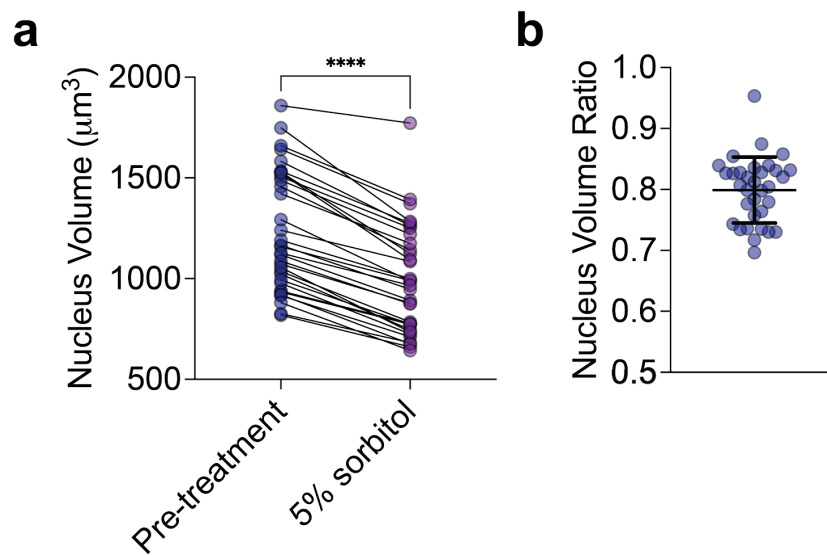 a
Nucleus Volume (μm³)
2000
1500
1000
500
****
Pre-treatment
5% sorbitol
b
Nucleus Volume Ratio
1.0
0.9
0.8
0.7
0.6
0.5